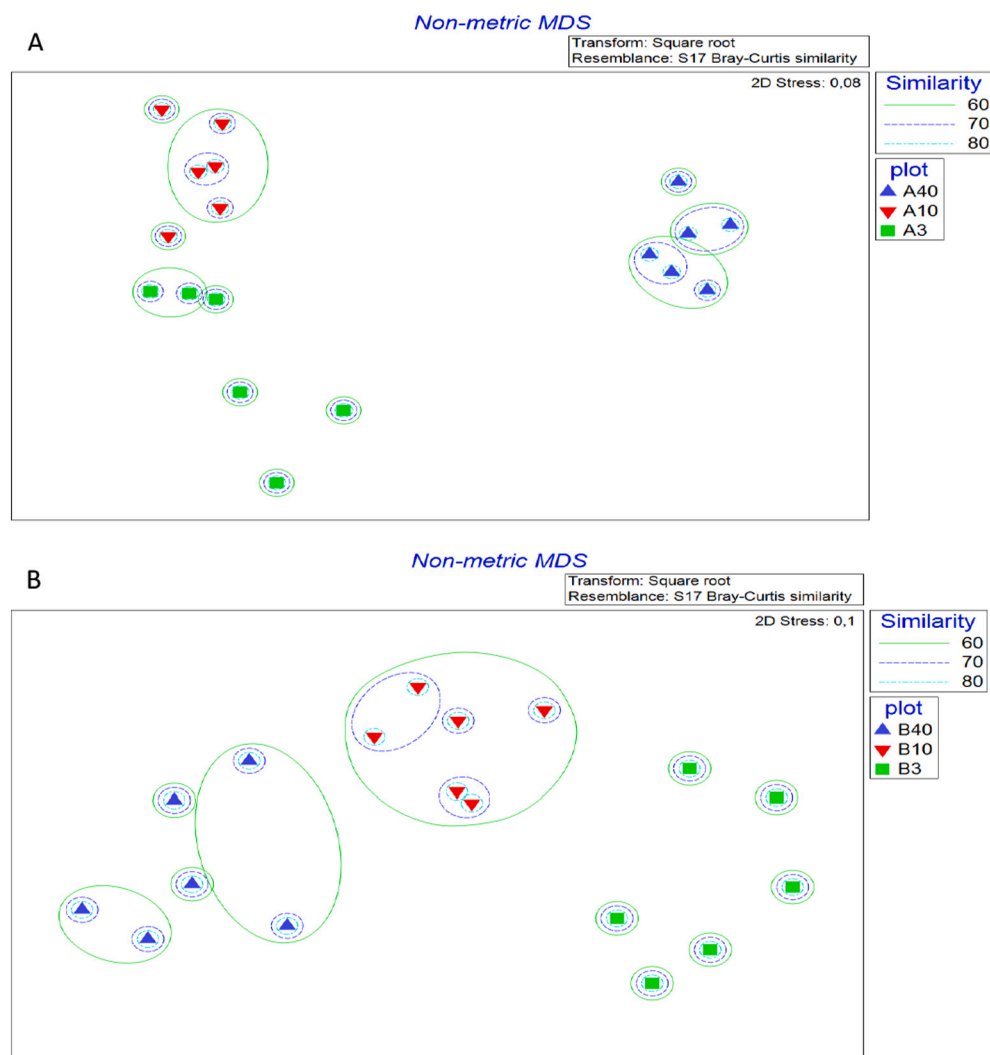 A
Non-metric MDS
Transform: Square root
Resemblance: S17 Bray-Curtis similarity
2D Stress: 0,08
Similarity
60
70
80
plot
A40
A10
A3
B
Non-metric MDS
Transform: Square root
Resemblance: S17 Bray-Curtis similarity
2D Stress: 0,1
Similarity
60
70
80
plot
B40
B10
B3